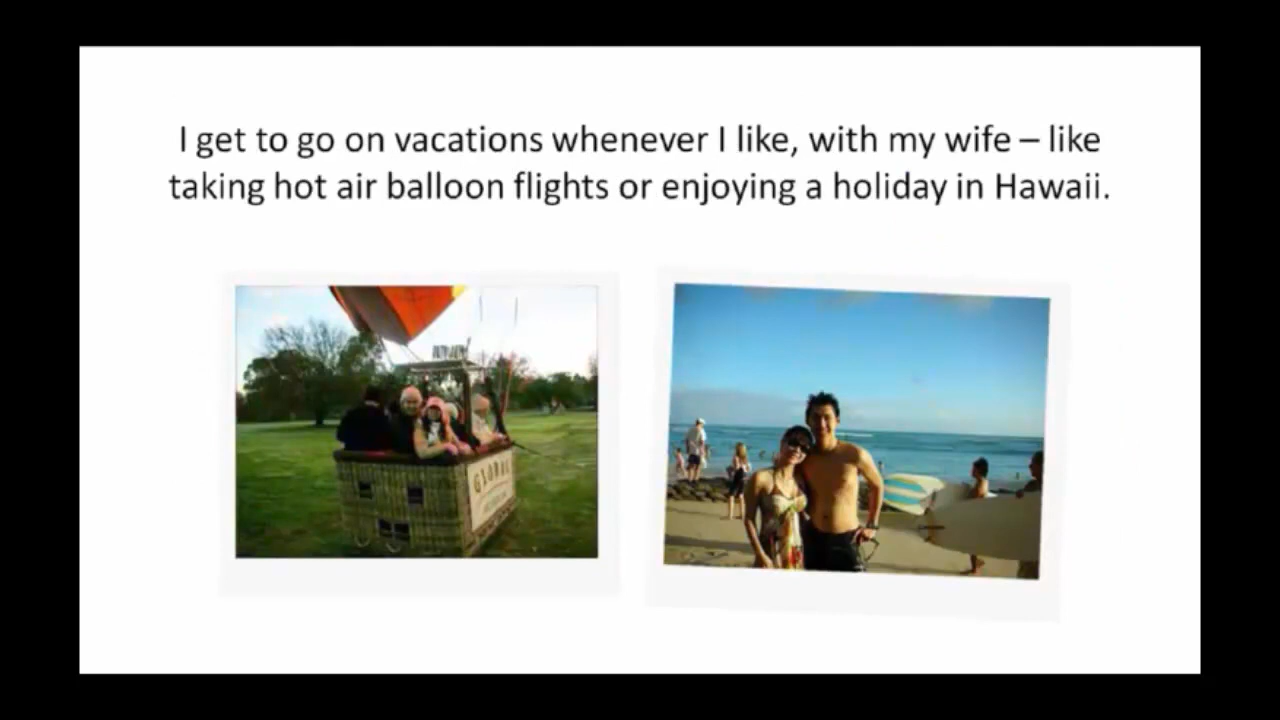 I get to go on vacations whenever I like, with my wife – like
taking hot air balloon flights or enjoying a holiday in Hawaii.
GLOBAL